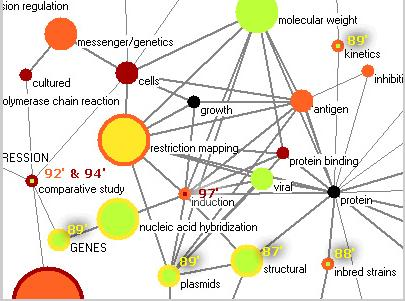 sion regulation
molecular weight
messenger/genetics
89'
kinetics
cultured
cells
inhibiti
olymerase chain reaction
growth
antigen
restriction mapping
RESSION
protein binding
92' & 94'
comparative study
viral
97'
induction
protein
89'
GENES
nucleic acid hybridization
87'
structural
88'
inbred strains
89'
plasmids